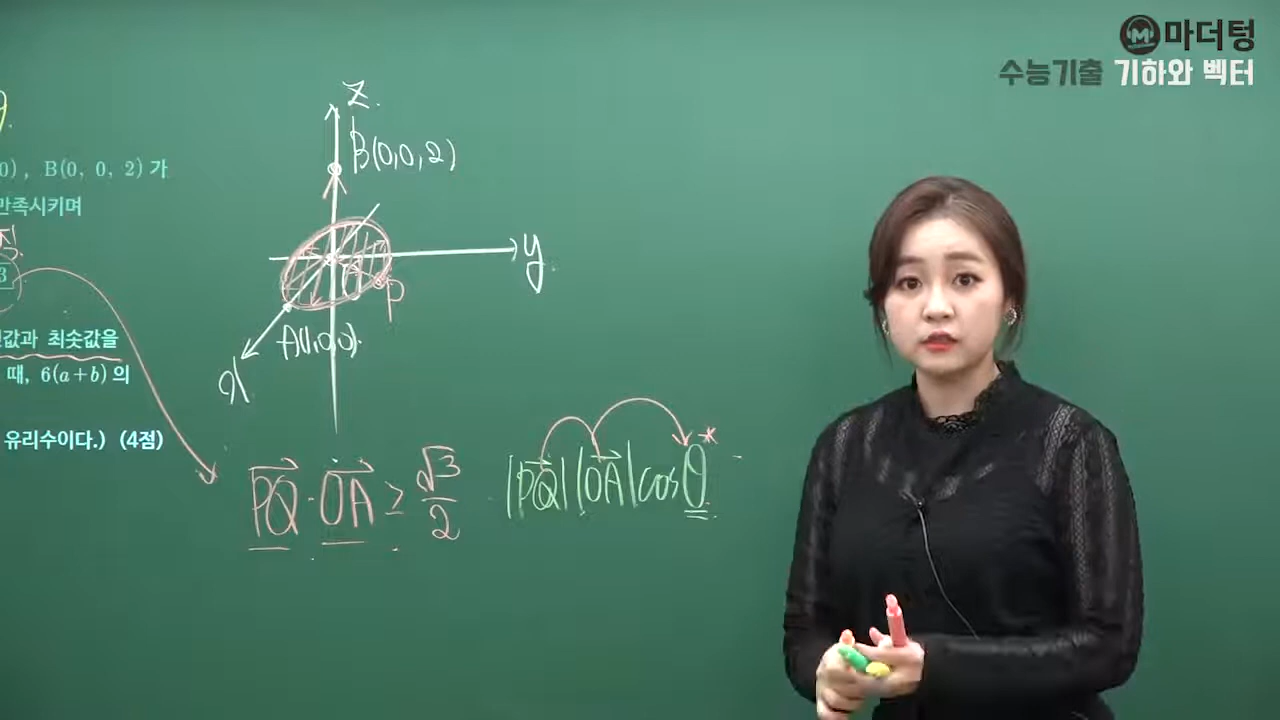 마더텅
수능기출 기하와 벡터
z
B(0,0,2)
0), B(0, 0, 2)가
만족시키며
y
P
A(1,0,0)
최솟값을
때, 6(a+b)의
x
유리수이다.) (4점)
PQ · OA ≥ √3/2
|PQ| |OA| cosθ *